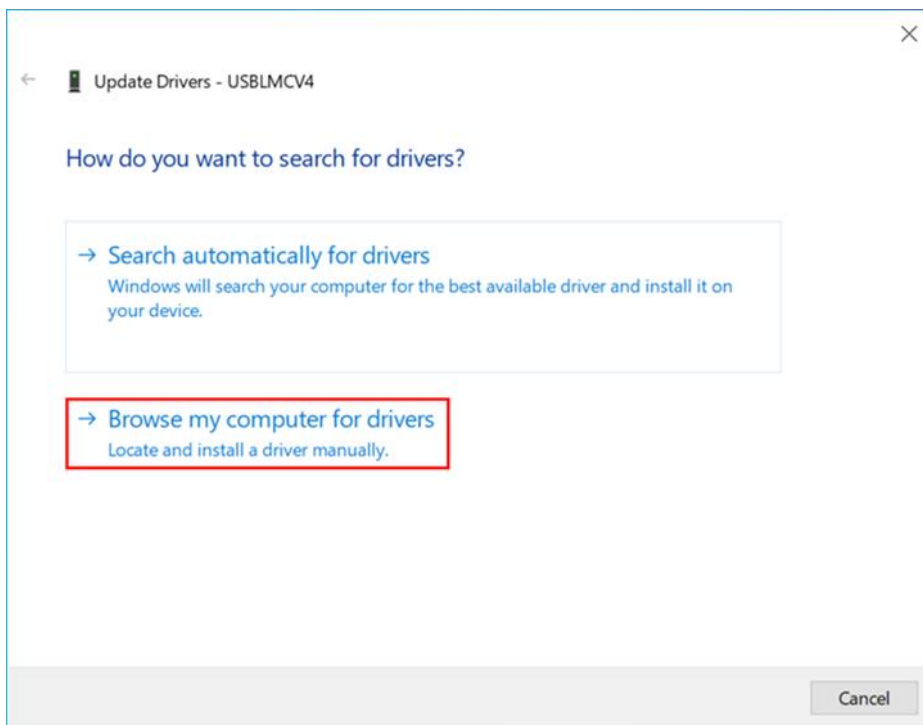 Update Drivers - USBLMCV4
How do you want to search for drivers?
Search automatically for drivers
Windows will search your computer for the best available driver and install it on
your device.
Browse my computer for drivers
Locate and install a driver manually.
Cancel